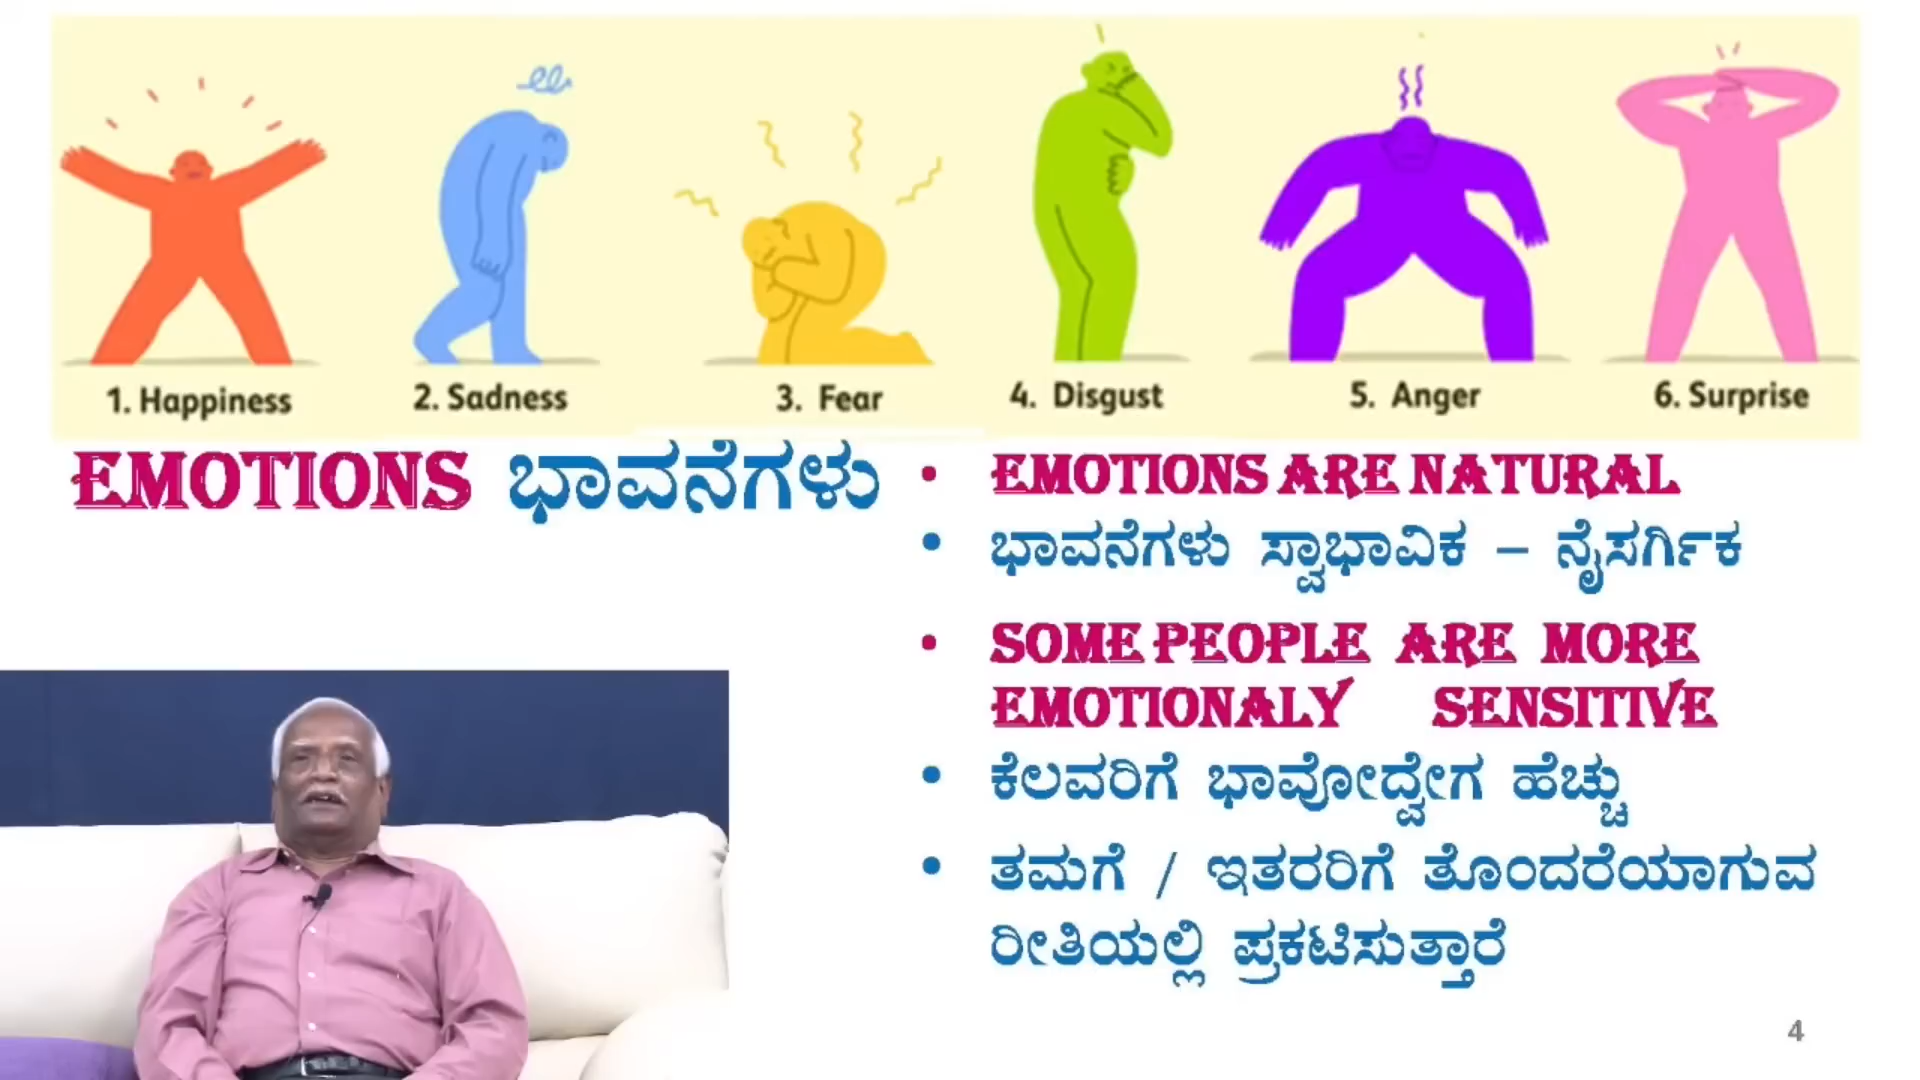 1. Happiness
2. Sadness
3. Fear
4. Disgust
5. Anger
6. Surprise
EMOTIONS ಭಾವನೆಗಳು
• EMOTIONS ARE NATURAL
• ಭಾವನೆಗಳು ಸ್ವಾಭಾವಿಕ – ನೈಸರ್ಗಿಕ
• SOME PEOPLE ARE MORE
EMOTIONALY SENSITIVE
• ಕೆಲವರಿಗೆ ಭಾವೋದ್ವೇಗ ಹೆಚ್ಚು
• ತಮಗೆ / ಇತರರಿಗೆ ತೊಂದರೆಯಾಗುವ
ರೀತಿಯಲ್ಲಿ ಪ್ರಕಟಿಸುತ್ತಾರೆ
4